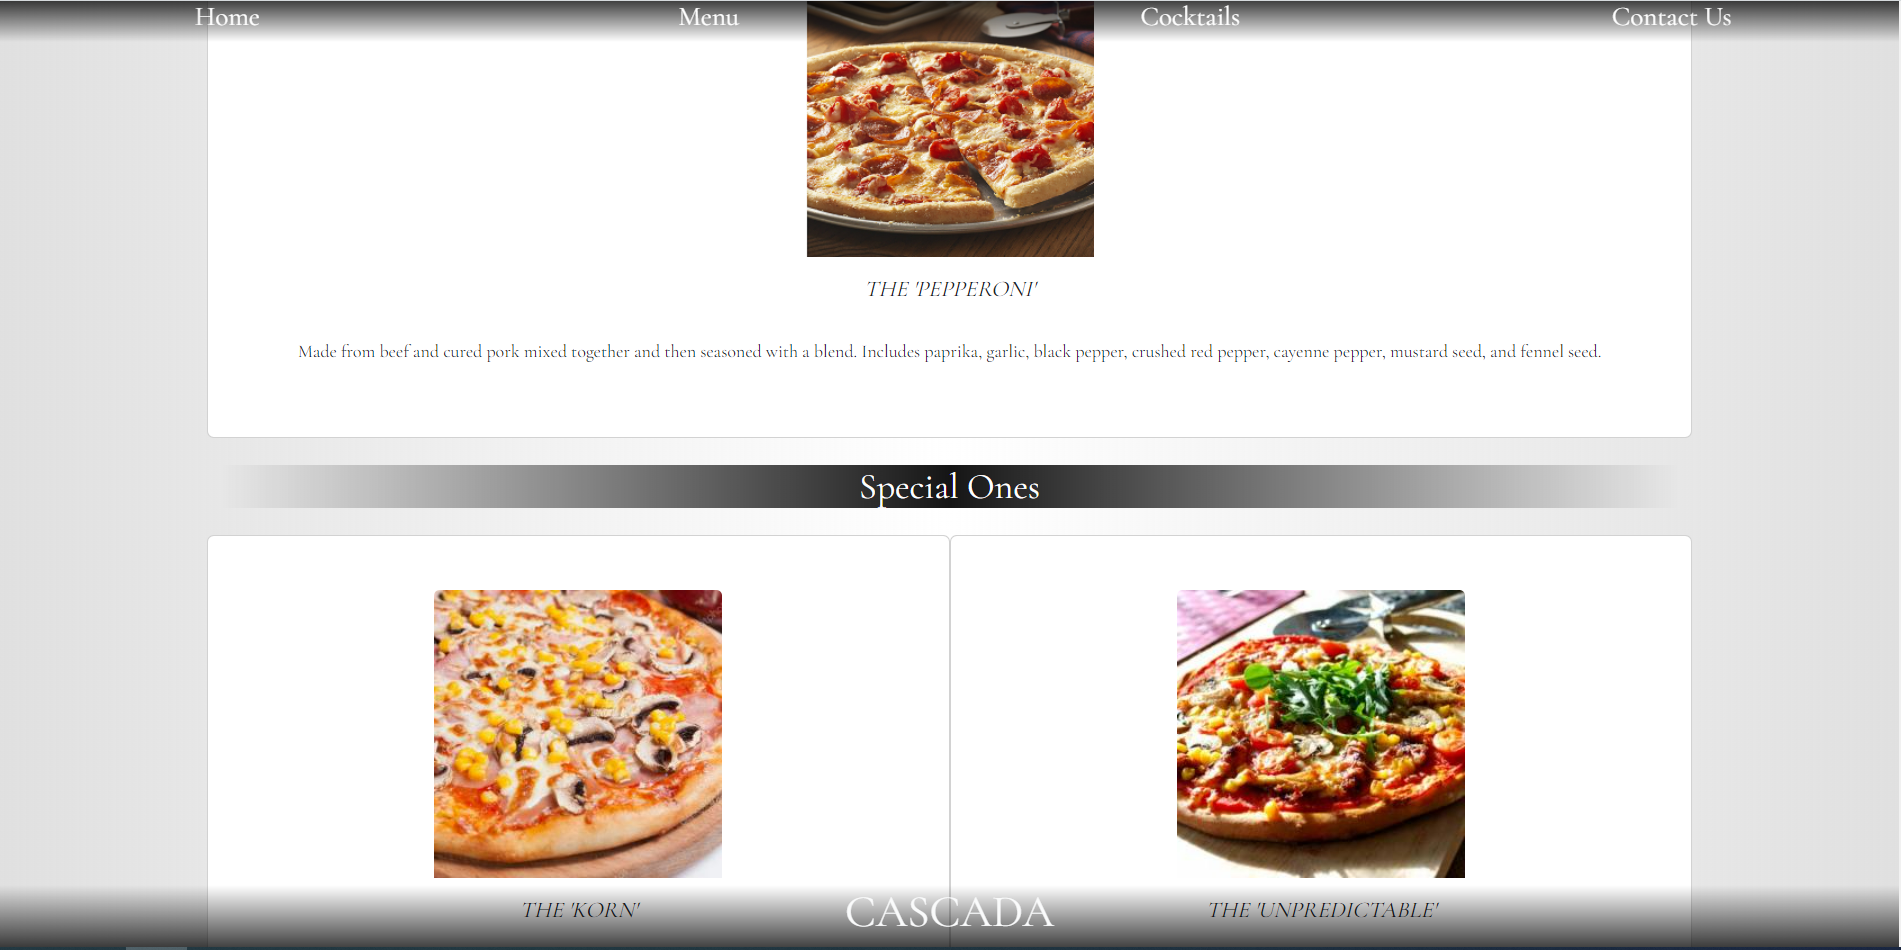 Home Menu Cocktails Contact Us
THE 'PEPPERONI'
Made from beef and cured pork mixed together and then seasoned with a blend. Includes paprika, garlic, black pepper, crushed red pepper, cayenne pepper, mustard seed, and fennel seed.
Special Ones
THE 'KORN'
THE 'UNPREDICTABLE'
CASCADA